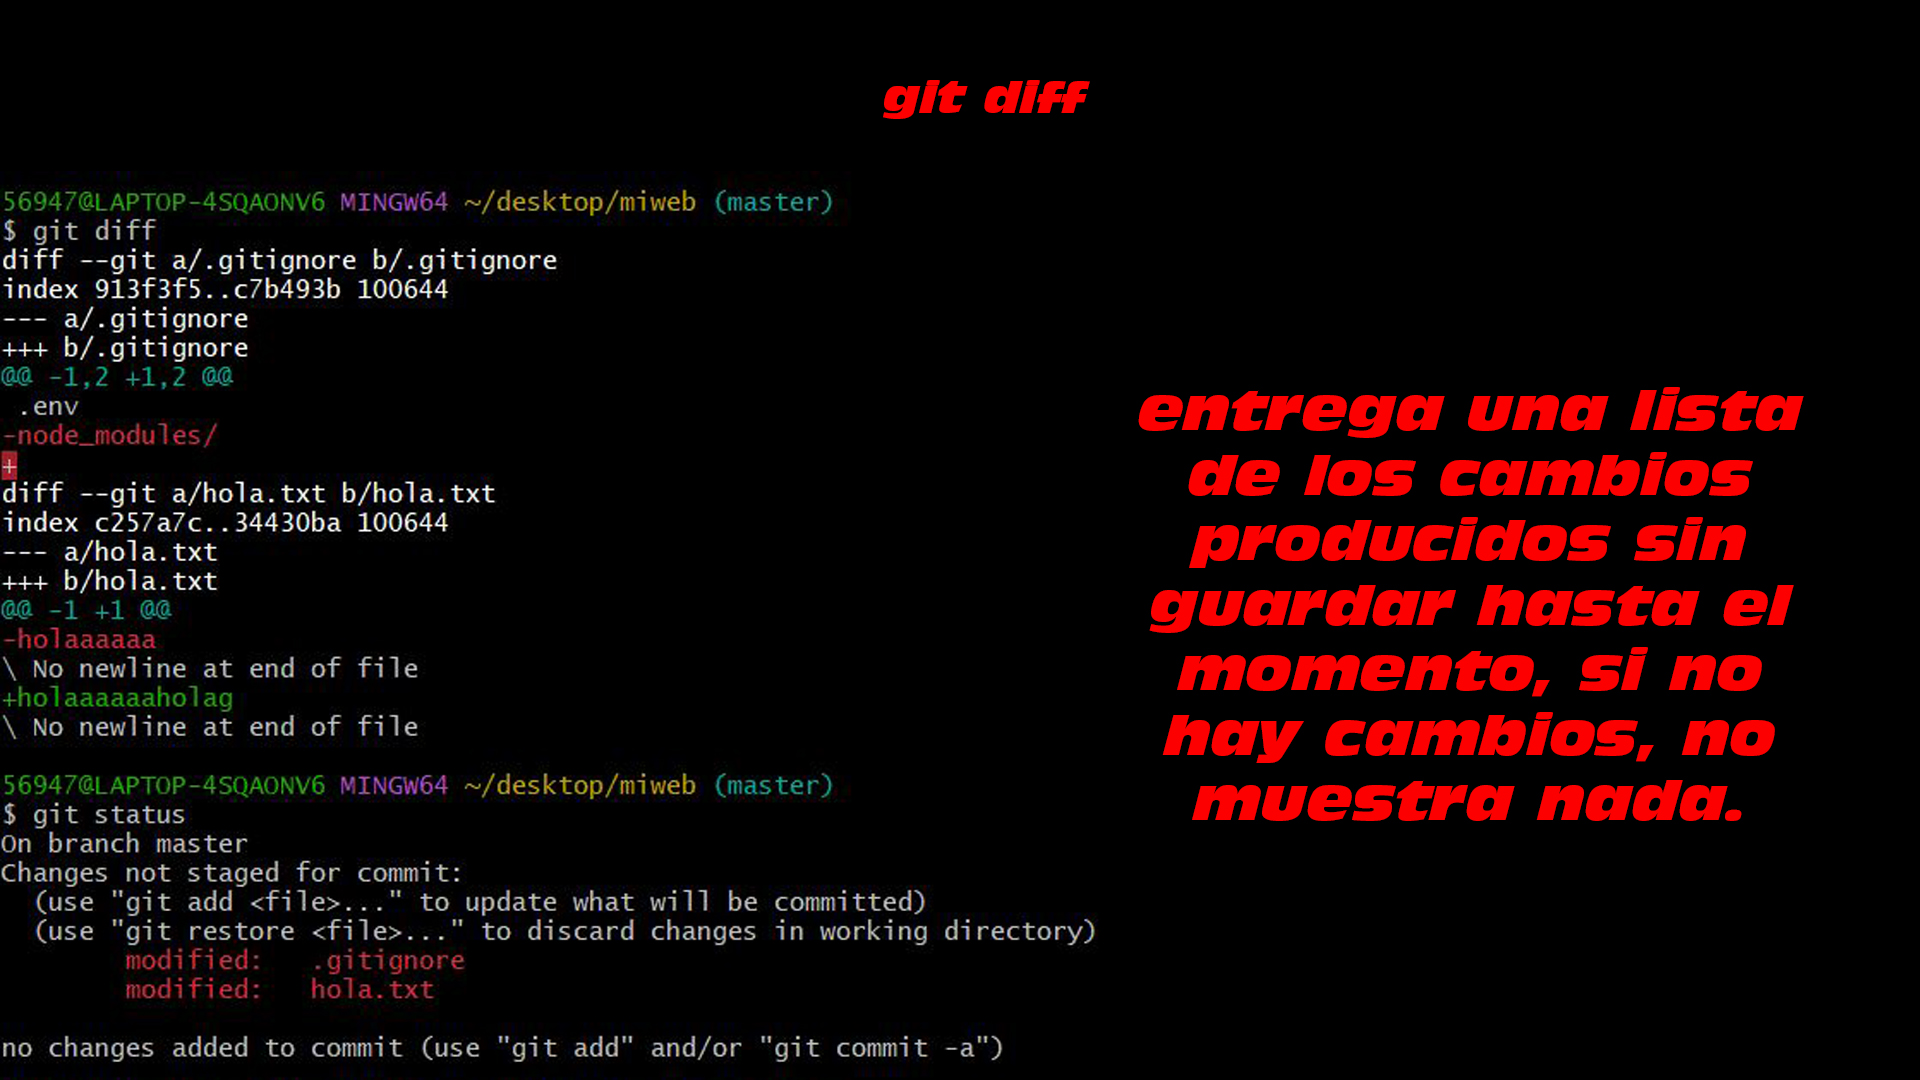 git diff
56947@LAPTOP-4SQAONV6 MINGW64 ~/desktop/miweb (master)
$ git diff
diff --git a/.gitignore b/.gitignore
index 913f3f5..c7b493b 100644
--- a/.gitignore
+++ b/.gitignore
@@ -1,2 +1,2 @@
 .env
-node_modules/
+
diff --git a/hola.txt b/hola.txt
index c257a7c..34430ba 100644
--- a/hola.txt
+++ b/hola.txt
@@ -1 +1 @@
-holaaaaaa
\ No newline at end of file
+holaaaaaaholag
\ No newline at end of file
56947@LAPTOP-4SQAONV6 MINGW64 ~/desktop/miweb (master)
$ git status
On branch master
Changes not staged for commit:
  (use "git add <file>..." to update what will be committed)
  (use "git restore <file>..." to discard changes in working directory)
        modified:   .gitignore
        modified:   hola.txt
no changes added to commit (use "git add" and/or "git commit -a")
entrega una lista
de los cambios
producidos sin
guardar hasta el
momento, si no
hay cambios, no
muestra nada.